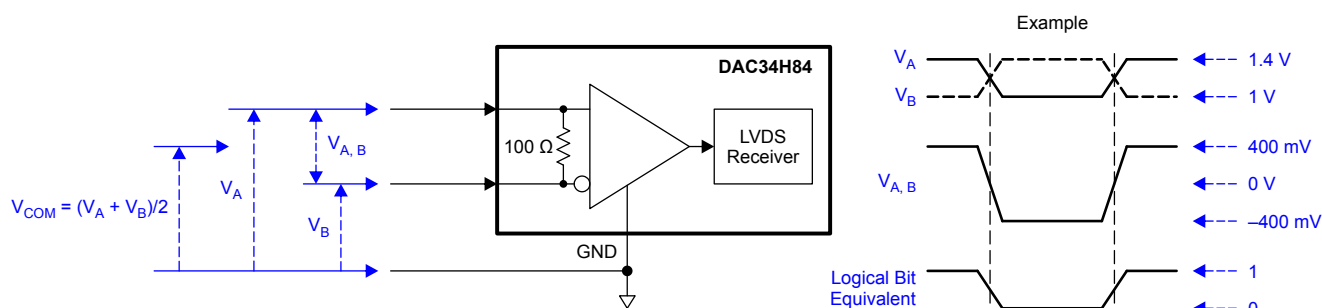 Example
DAC34H84
V_A
1.4 V
V_B
1 V
100 Ω
LVDS
Receiver
V_A, B
V_A
V_COM = (V_A + V_B)/2
V_B
GND
V_A, B
400 mV
0 V
–400 mV
Logical Bit
Equivalent
1
0